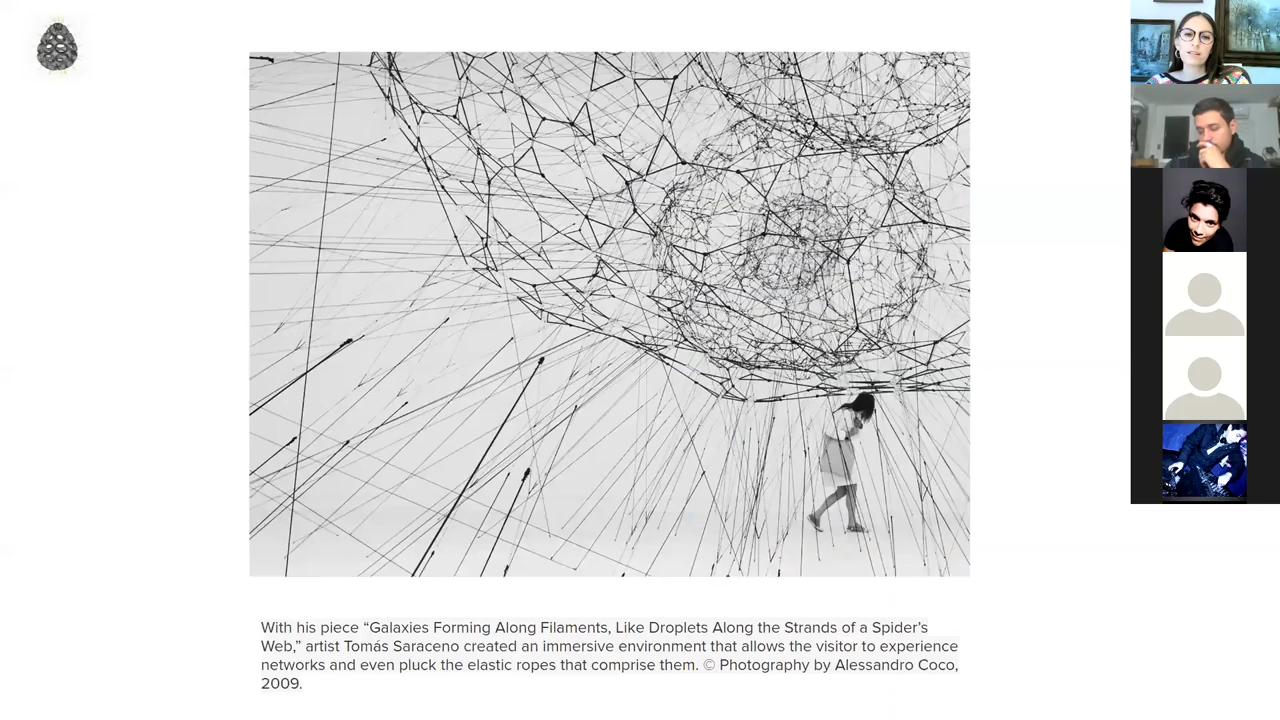 With his piece “Galaxies Forming Along Filaments, Like Droplets Along the Strands of a Spider’s
Web,” artist Tomás Saraceno created an immersive environment that allows the visitor to experience
networks and even pluck the elastic ropes that comprise them. © Photography by Alessandro Coco,
2009.